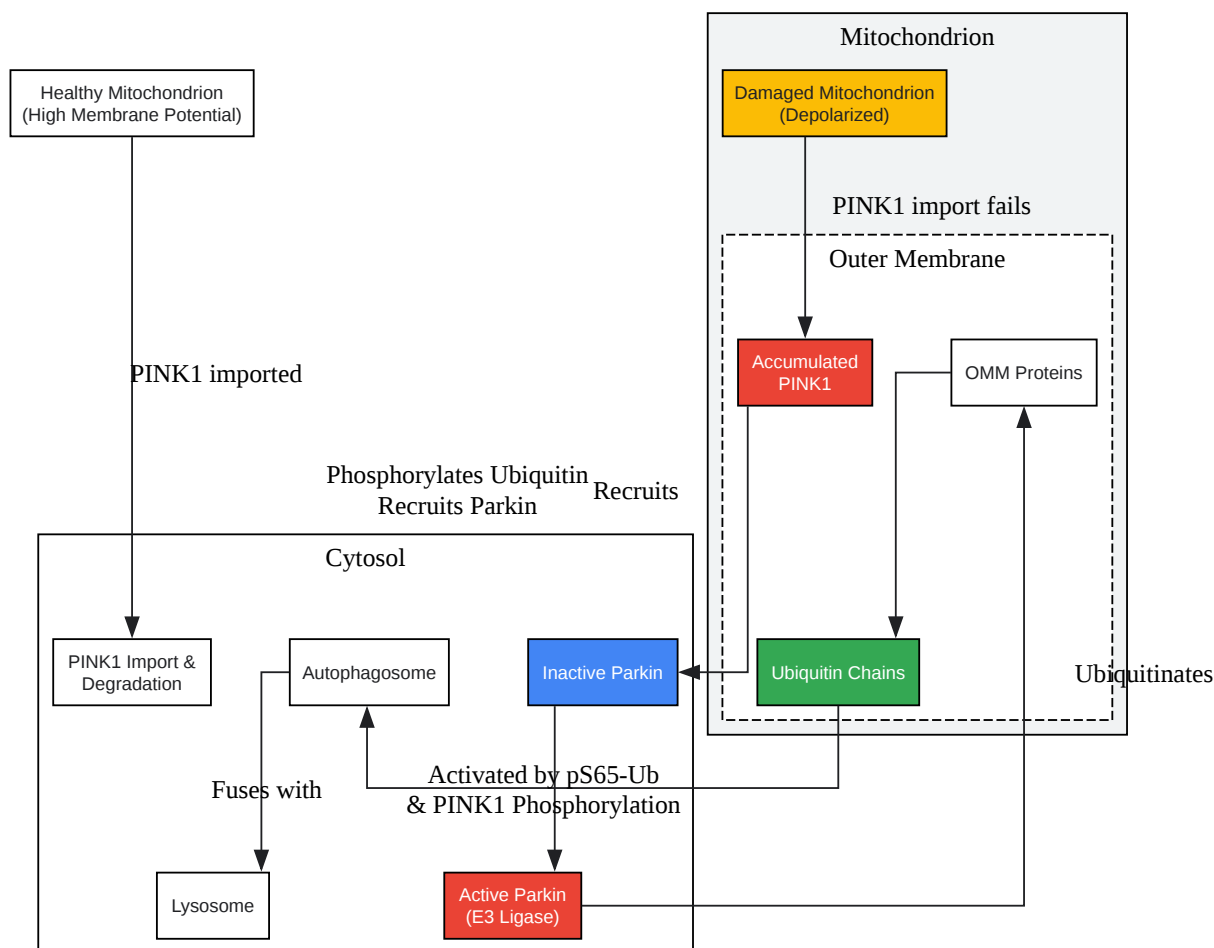 Mitochondrion
Healthy Mitochondrion
(High Membrane Potential)
Damaged Mitochondrion
(Depolarized)
PINK1 import fails
Outer Membrane
PINK1 imported
Accumulated
PINK1
OMM Proteins
Phosphorylates Ubiquitin
Recruits Parkin
Recruits
Cytosol
PINK1 Import &
Degradation
Autophagosome
Inactive Parkin
Ubiquitin Chains
Ubiquitinates
Fuses with
Activated by pS65-Ub
& PINK1 Phosphorylation
Lysosome
Active Parkin
(E3 Ligase)